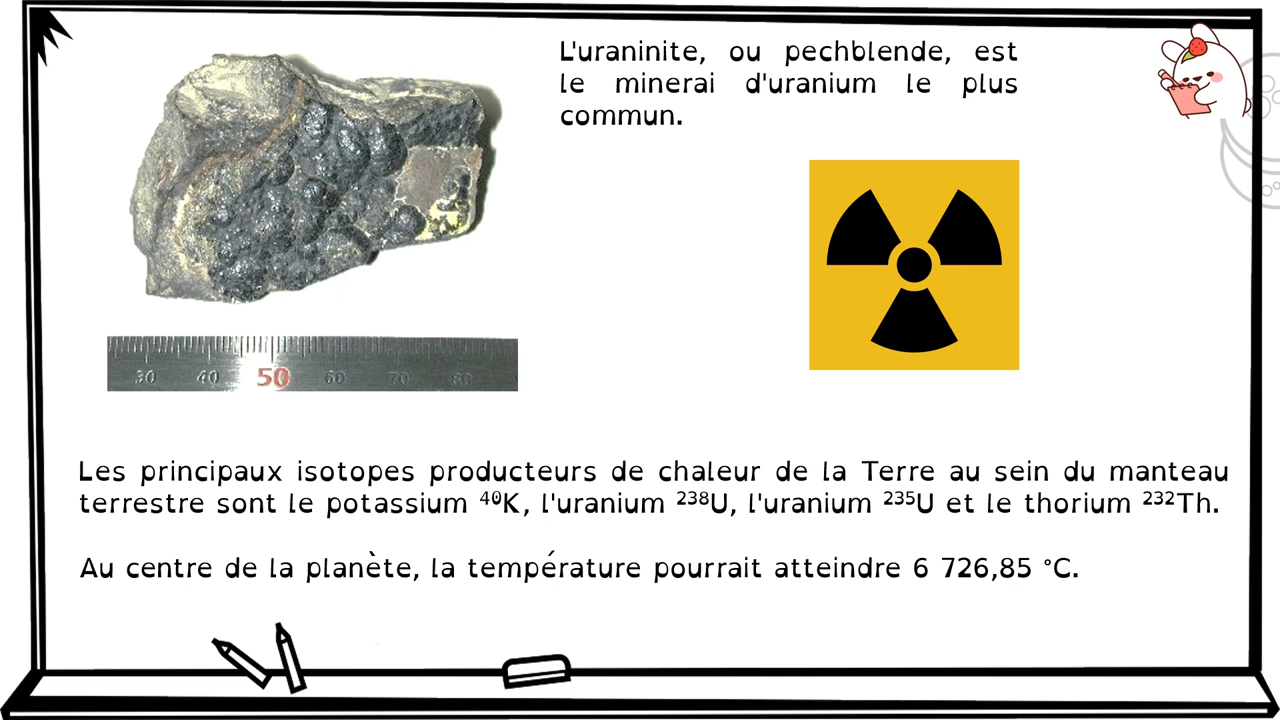 L'uraninite, ou pechblende, est
le minerai d'uranium le plus
commun.
30 40 50 60 70 80
Les principaux isotopes producteurs de chaleur de la Terre au sein du manteau
terrestre sont le potassium ⁴⁰K, l'uranium ²³⁸U, l'uranium ²³⁵U et le thorium ²³²Th.
Au centre de la planète, la température pourrait atteindre 6 726,85 °C.